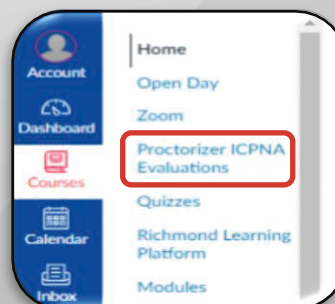 Account
Dashboard
Courses
Calendar
Inbox
Home
Open Day
Zoom
Proctorizer ICPNA
Evaluations
Quizzes
Richmond Learning
Platform
Modules